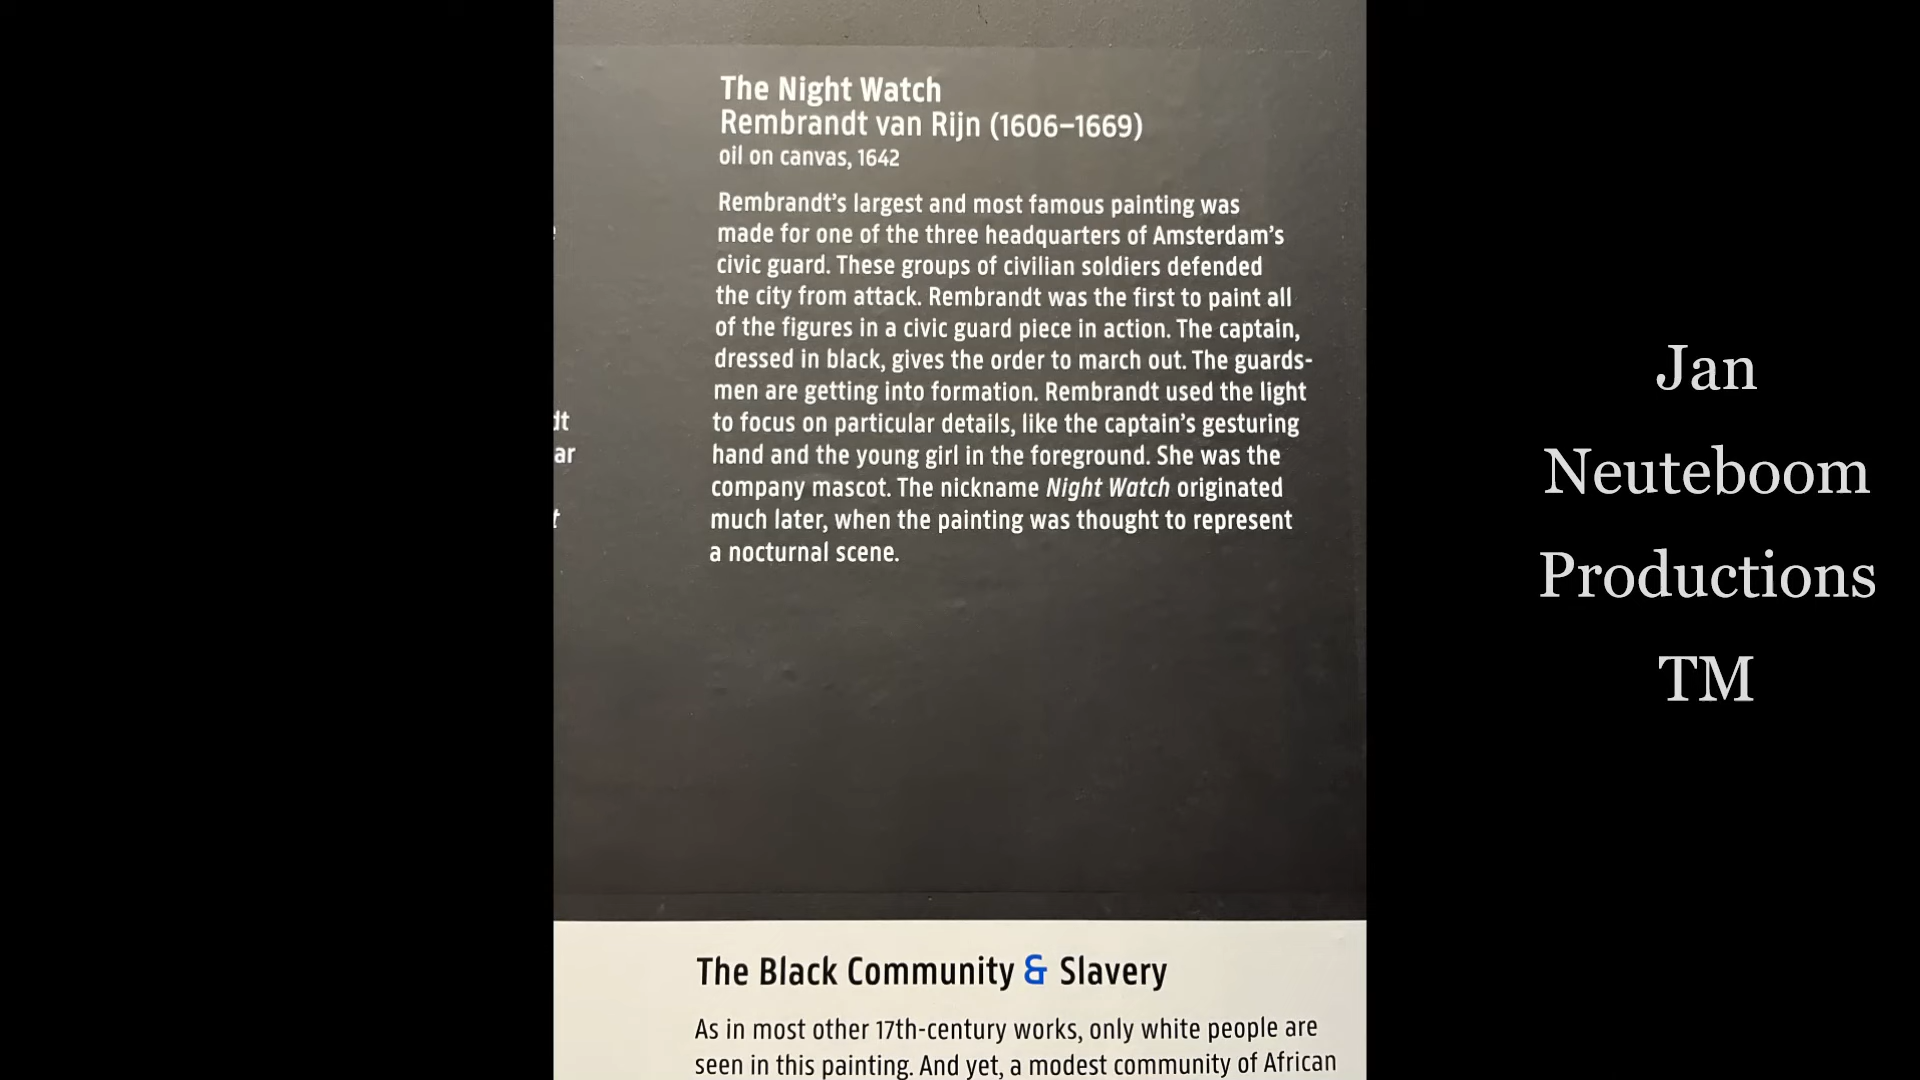 The Night Watch
Rembrandt van Rijn (1606–1669)
oil on canvas, 1642
Rembrandt’s largest and most famous painting was
made for one of the three headquarters of Amsterdam’s
civic guard. These groups of civilian soldiers defended
the city from attack. Rembrandt was the first to paint all
of the figures in a civic guard piece in action. The captain,
dressed in black, gives the order to march out. The guards-
men are getting into formation. Rembrandt used the light
to focus on particular details, like the captain’s gesturing
hand and the young girl in the foreground. She was the
company mascot. The nickname Night Watch originated
much later, when the painting was thought to represent
a nocturnal scene.
The Black Community & Slavery
As in most other 17th-century works, only white people are
seen in this painting. And yet, a modest community of African
Jan
Neuteboom
Productions
TM